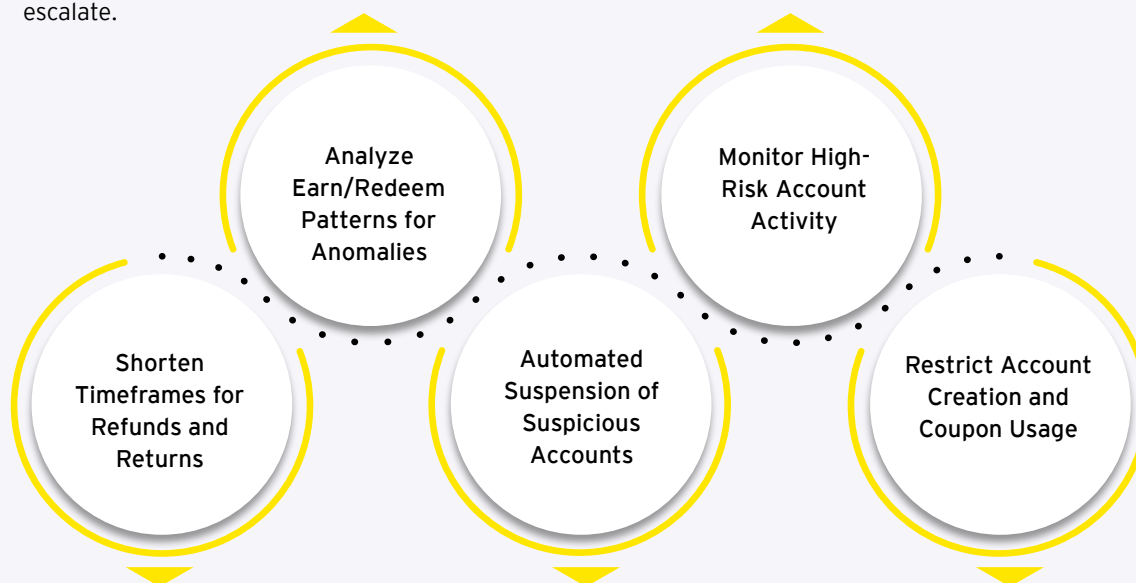 escalate.
Analyze
Earn/Redeem
Patterns for
Anomalies
Monitor High-
Risk Account
Activity
Shorten
Timeframes for
Refunds and
Returns
Automated
Suspension of
Suspicious
Accounts
Restrict Account
Creation and
Coupon Usage